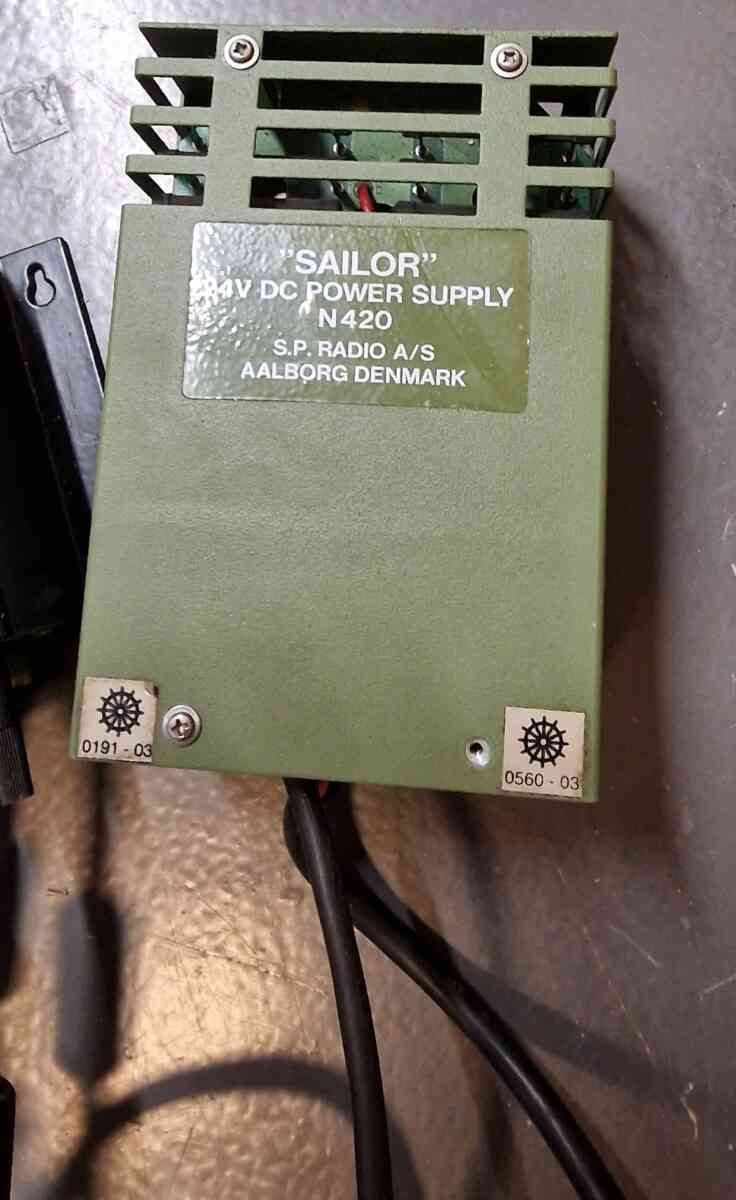 "SAILOR"
24V DC POWER SUPPLY
N420
S.P. RADIO A/S
AALBORG DENMARK
0191 - 03
0560 - 03